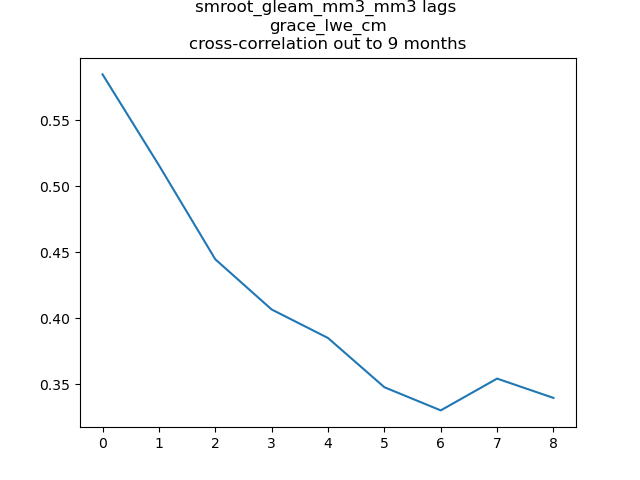 smroot_gleam_mm3_mm3 lags
grace_lwe_cm
cross-correlation out to 9 months
0.55
0.50
0.45
0.40
0.35
0 1 2 3 4 5 6 7 8